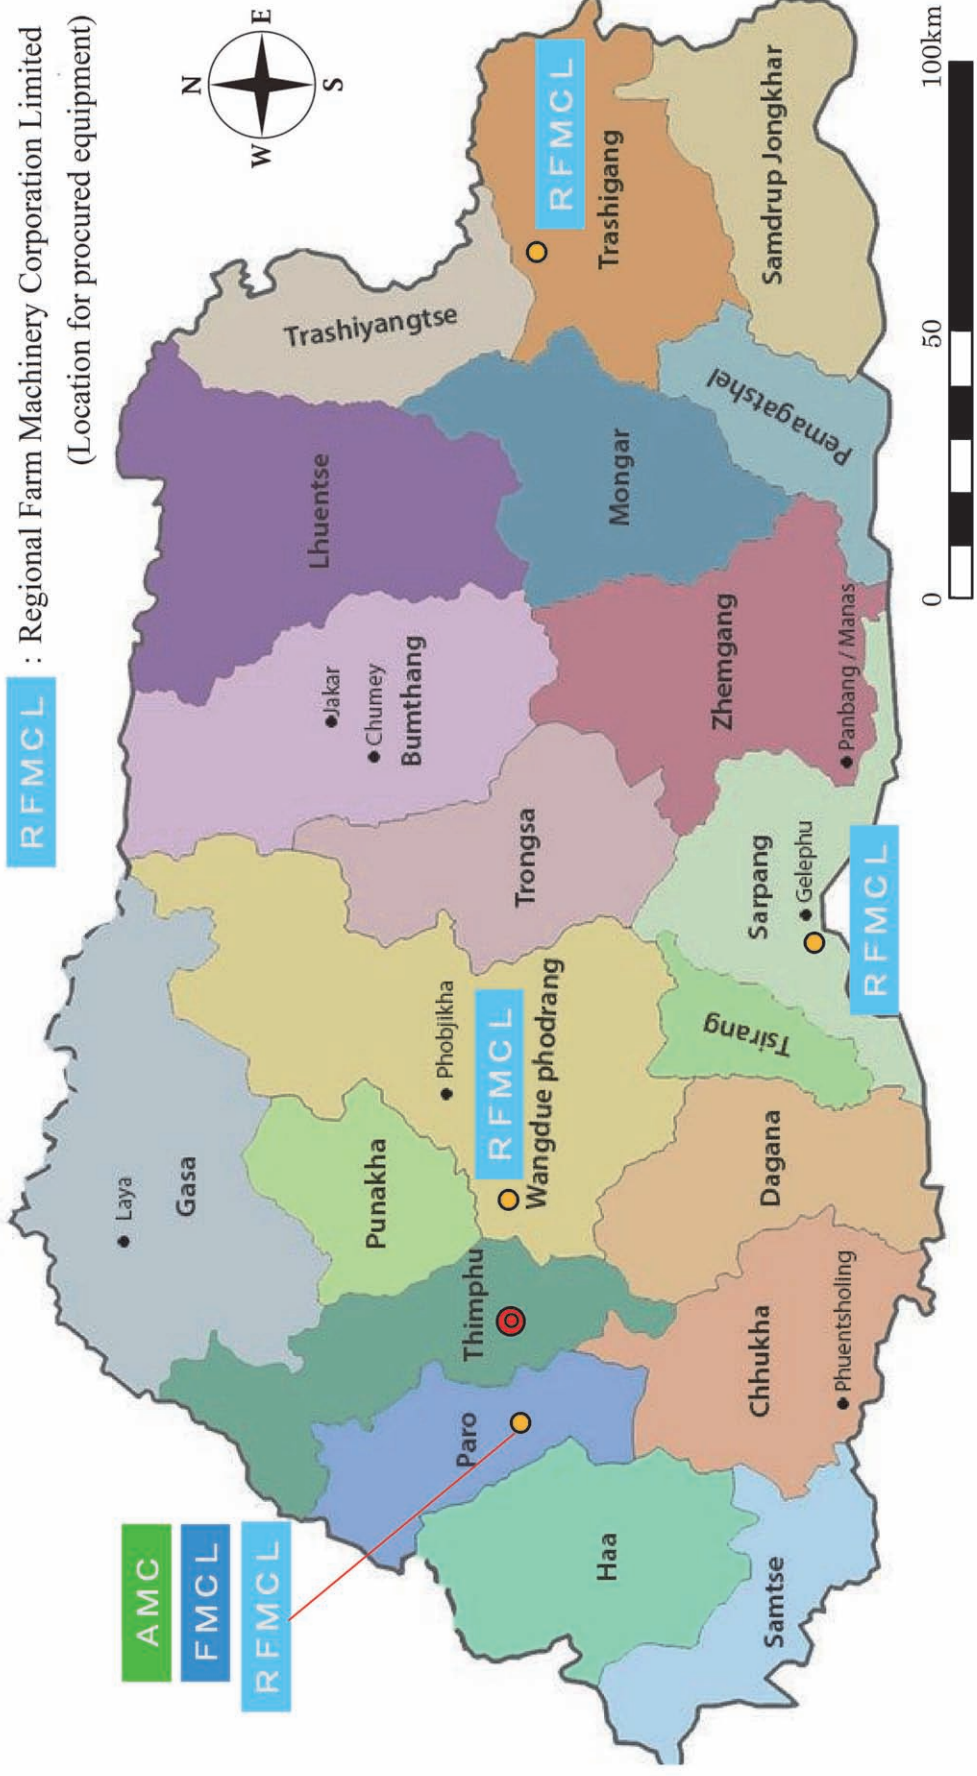 RFMCL : Regional Farm Machinery Corporation Limited
(Location for procured equipment)
N
W
E
S
AMC
FMCL
RFMCL
Laya
Gasa
Lhuentse
Trashiyangtse
Jakar
Chumey
Bumthang
Punakha
Phobjikha
Thimphu
Paro
RFMCL
Wangdue phodrang
Trongsa
Mongar
RFMCL
Trashigang
Haa
Zhemgang
Pemagatshel
Samdrup Jongkhar
Tsirang
Sarpang
Gelephu
Panbang / Manas
Dagana
Chhukha
Phuentsholing
Samtse
RFMCL
0
50
100km